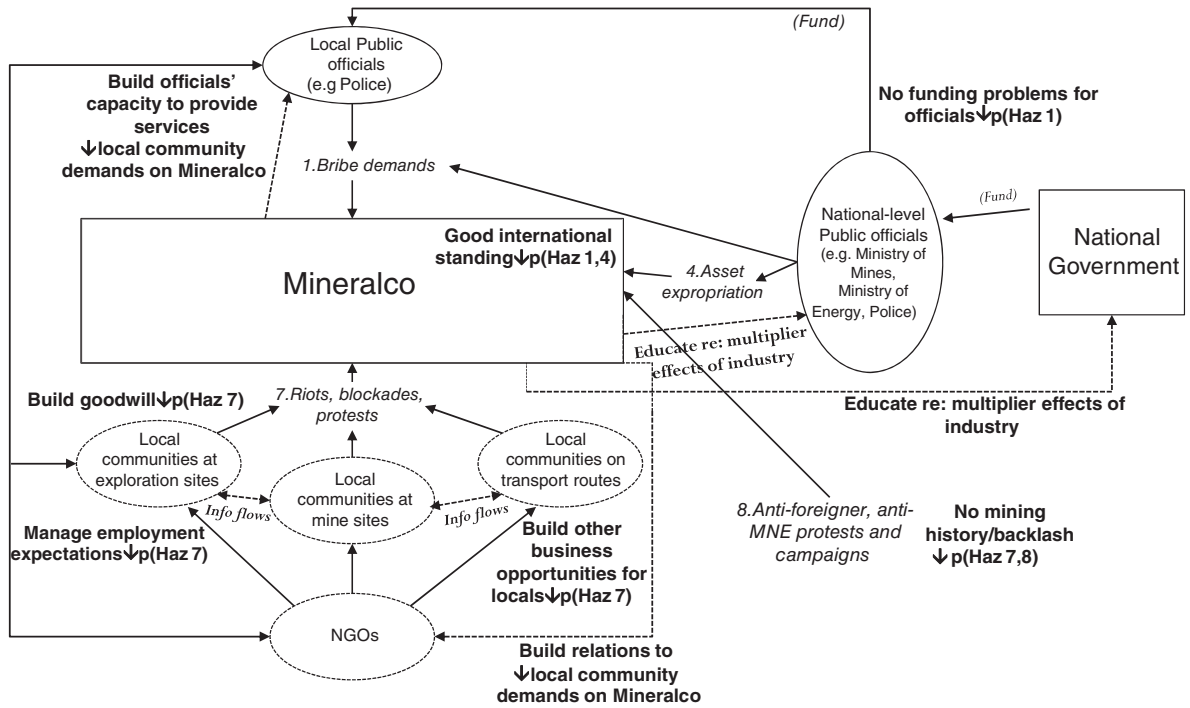 (Fund)
Local Public
officials
(e.g Police)
Build officials'
capacity to provide
services
↓local community
demands on Mineralco
No funding problems for
officials↓p(Haz 1)
1.Bribe demands
(Fund)
National
Government
National-level
Public officials
(e.g. Ministry of
Mines,
Ministry of
Energy, Police)
Good international
standing↓p(Haz 1,4)
Mineralco
4.Asset
expropriation
Educate re: multiplier
effects of industry
Educate re: multiplier effects of
industry
Build goodwill↓p(Haz 7)
7.Riots, blockades,
protests
Local
communities at
exploration sites
Local
communities at
mine sites
Local
communities on
transport routes
Info flows
Info flows
Manage employment
expectations↓p(Haz 7)
Build other
business
opportunities for
locals↓p(Haz 7)
8.Anti-foreigner, anti-
MNE protests and
campaigns
No mining
history/backlash
↓ p(Haz 7,8)
NGOs
Build relations to
↓local community
demands on Mineralco